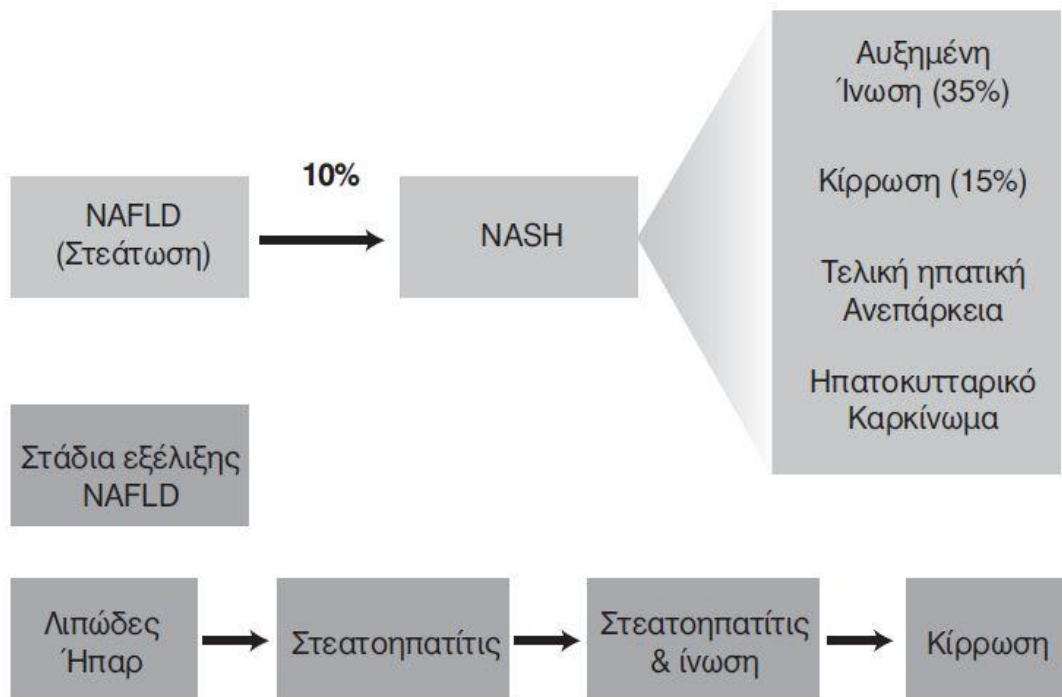 NAFLD
(Στεάτωση)
10%
NASH
Αυξημένη
Ίνωση (35%)
Κίρρωση (15%)
Τελική ηπατική
Ανεπάρκεια
Ηπατοκυτταρικό
Καρκίνωμα
Στάδια εξέλιξης
NAFLD
Λιπώδες
Ήπαρ
Στεατοηπατίτις
Στεατοηπατίτις
& ίνωση
Κίρρωση